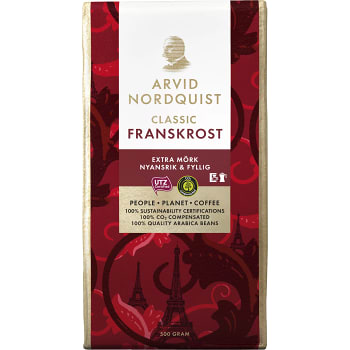 ARVID
NORDQUIST
CLASSIC
FRANSKROST
EXTRA MÖRK
NYANSRIK & FYLLIG
UTZ
Certified
PEOPLE • PLANET • COFFEE
100% SUSTAINABILITY CERTIFICATIONS
100% CO₂ COMPENSATED
100% QUALITY ARABICA BEANS
500 GRAM